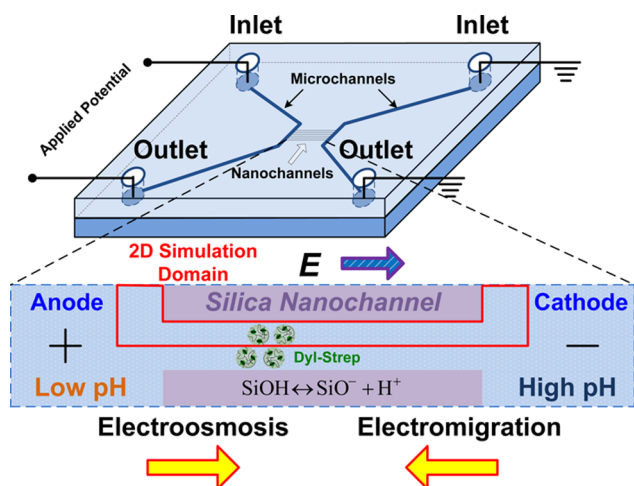 Inlet
Inlet
Applied Potential
Microchannels
Outlet
Outlet
Nanochannels
2D Simulation
Domain
E
Anode
Silica Nanochannel
Cathode
+
−
Dyl-Strep
Low pH
SiOH↔SiO⁻ + H⁺
High pH
Electroosmosis
Electromigration